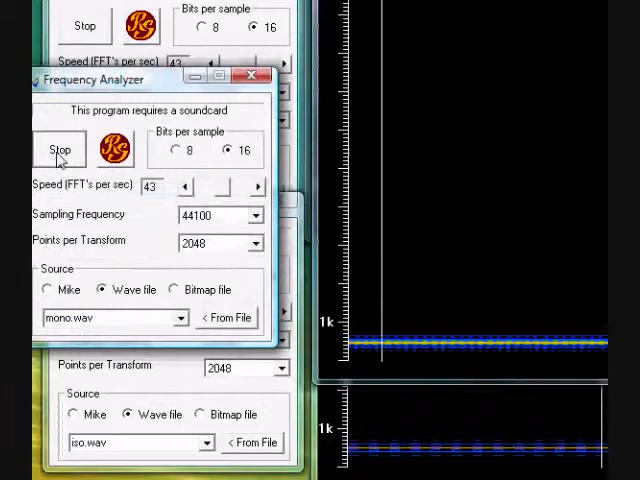 Bits per sample
Stop
8
16
Speed (FFT's per sec)
43
Frequency Analyzer
This program requires a soundcard
Bits per sample
Stop
RG
8
16
Speed (FFT's per sec)
43
Sampling Frequency
44100
Points per Transform
2048
Source
Mike
Wave file
Bitmap file
mono.wav
< From File
Points per Transform
2048
Source
Mike
Wave file
Bitmap file
iso.wav
< From File
1k
1k